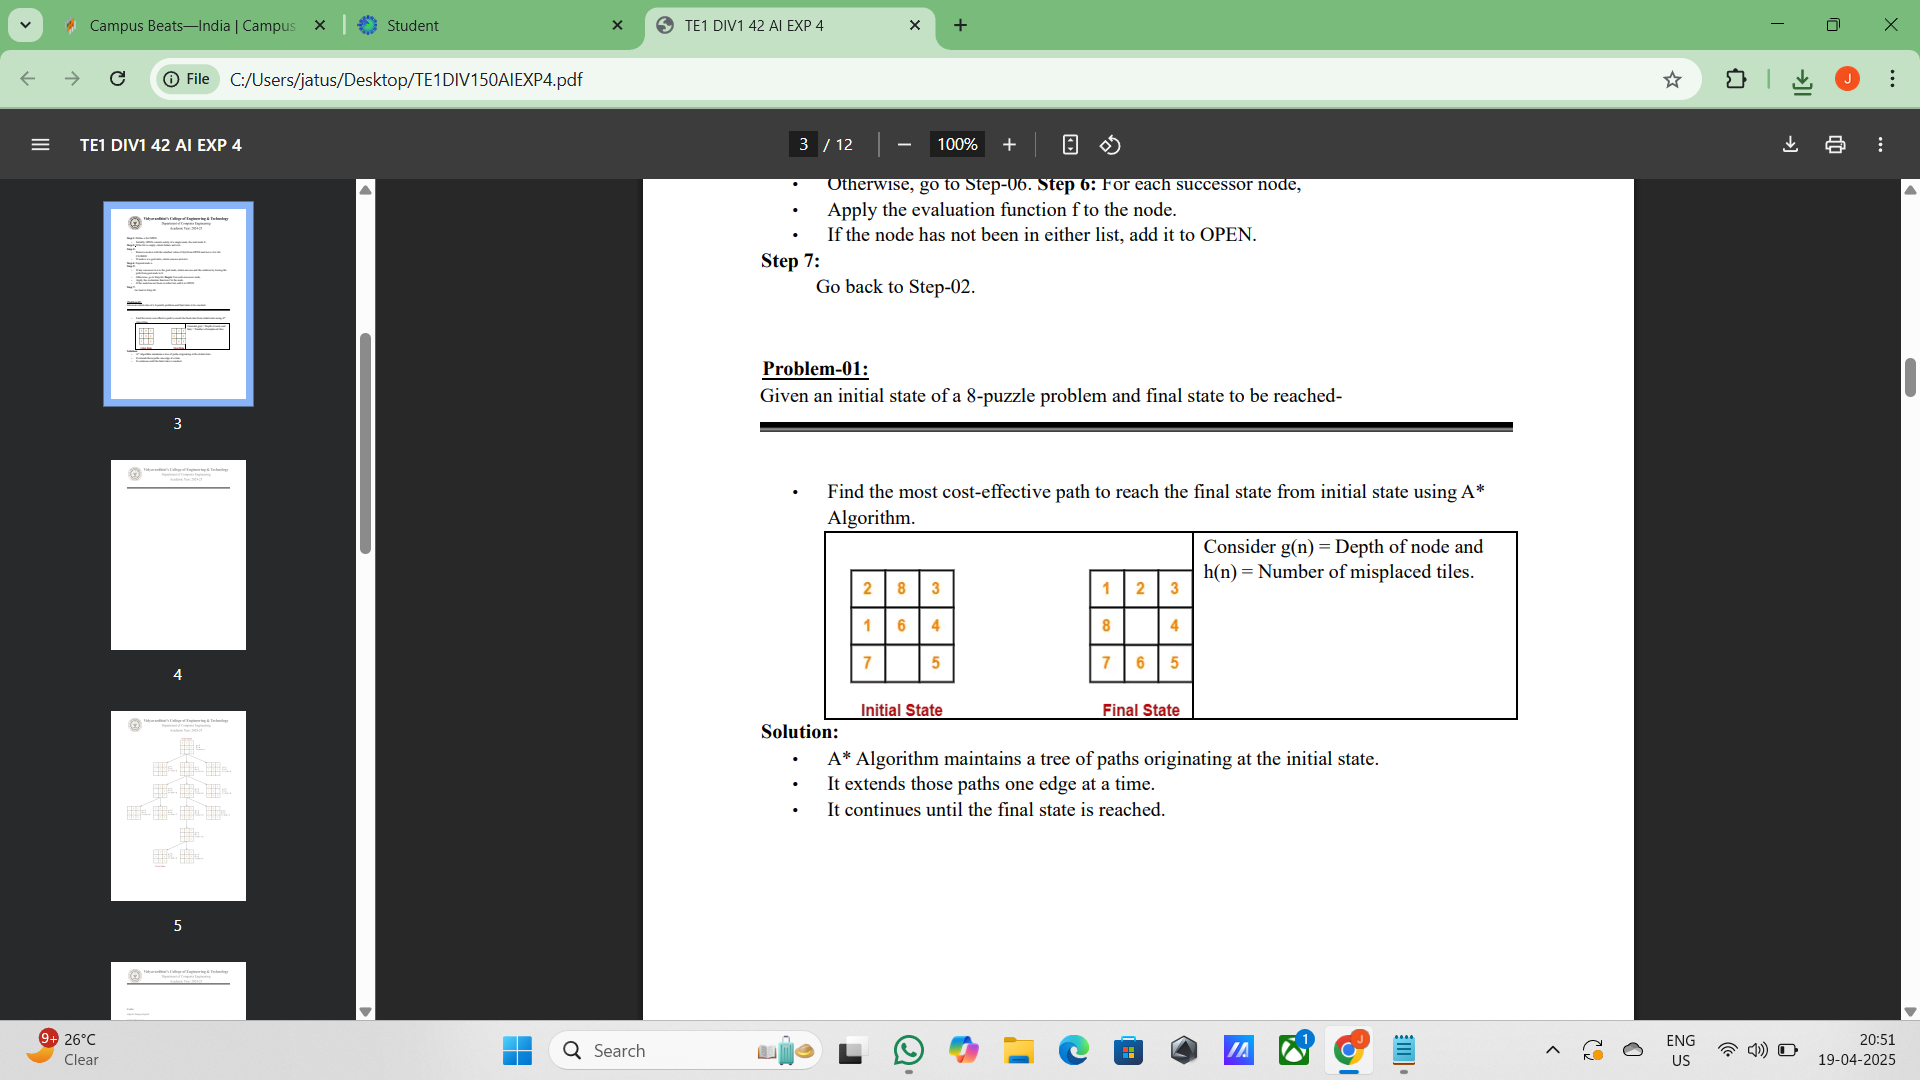 Campus Beats—India | Campus
Student
TE1 DIV1 42 AI EXP 4
File
C:/Users/jatus/Desktop/TE1DIV150AIEXP4.pdf
J
TE1 DIV1 42 AI EXP 4
3 / 12
100%
3
4
5
• Otherwise, go to Step-06. Step 6: For each successor node,
• Apply the evaluation function f to the node.
• If the node has not been in either list, add it to OPEN.
Step 7:
Go back to Step-02.
Problem-01:
Given an initial state of a 8-puzzle problem and final state to be reached-
• Find the most cost-effective path to reach the final state from initial state using A*
Algorithm.
2 8 3
1 6 4
7 5
Initial State
1 2 3
8 4
7 6 5
Final State
Consider g(n) = Depth of node and
h(n) = Number of misplaced tiles.
Solution:
• A* Algorithm maintains a tree of paths originating at the initial state.
• It extends those paths one edge at a time.
• It continues until the final state is reached.
9+
26°C
Clear
Search
1
J
ENG
US
20:51
19-04-2025